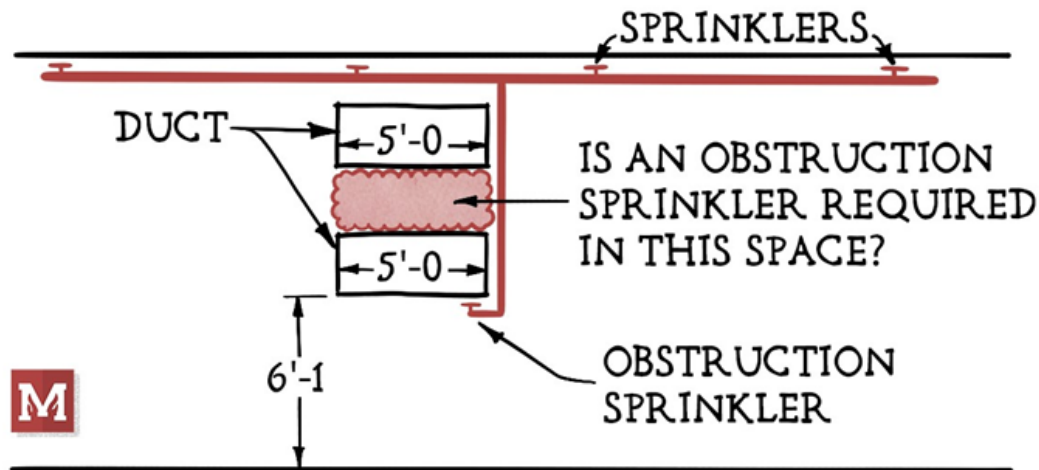 SPRINKLERS
DUCT
5'-0
IS AN OBSTRUCTION
SPRINKLER REQUIRED
IN THIS SPACE?
5'-0
6'-1
OBSTRUCTION
SPRINKLER
M